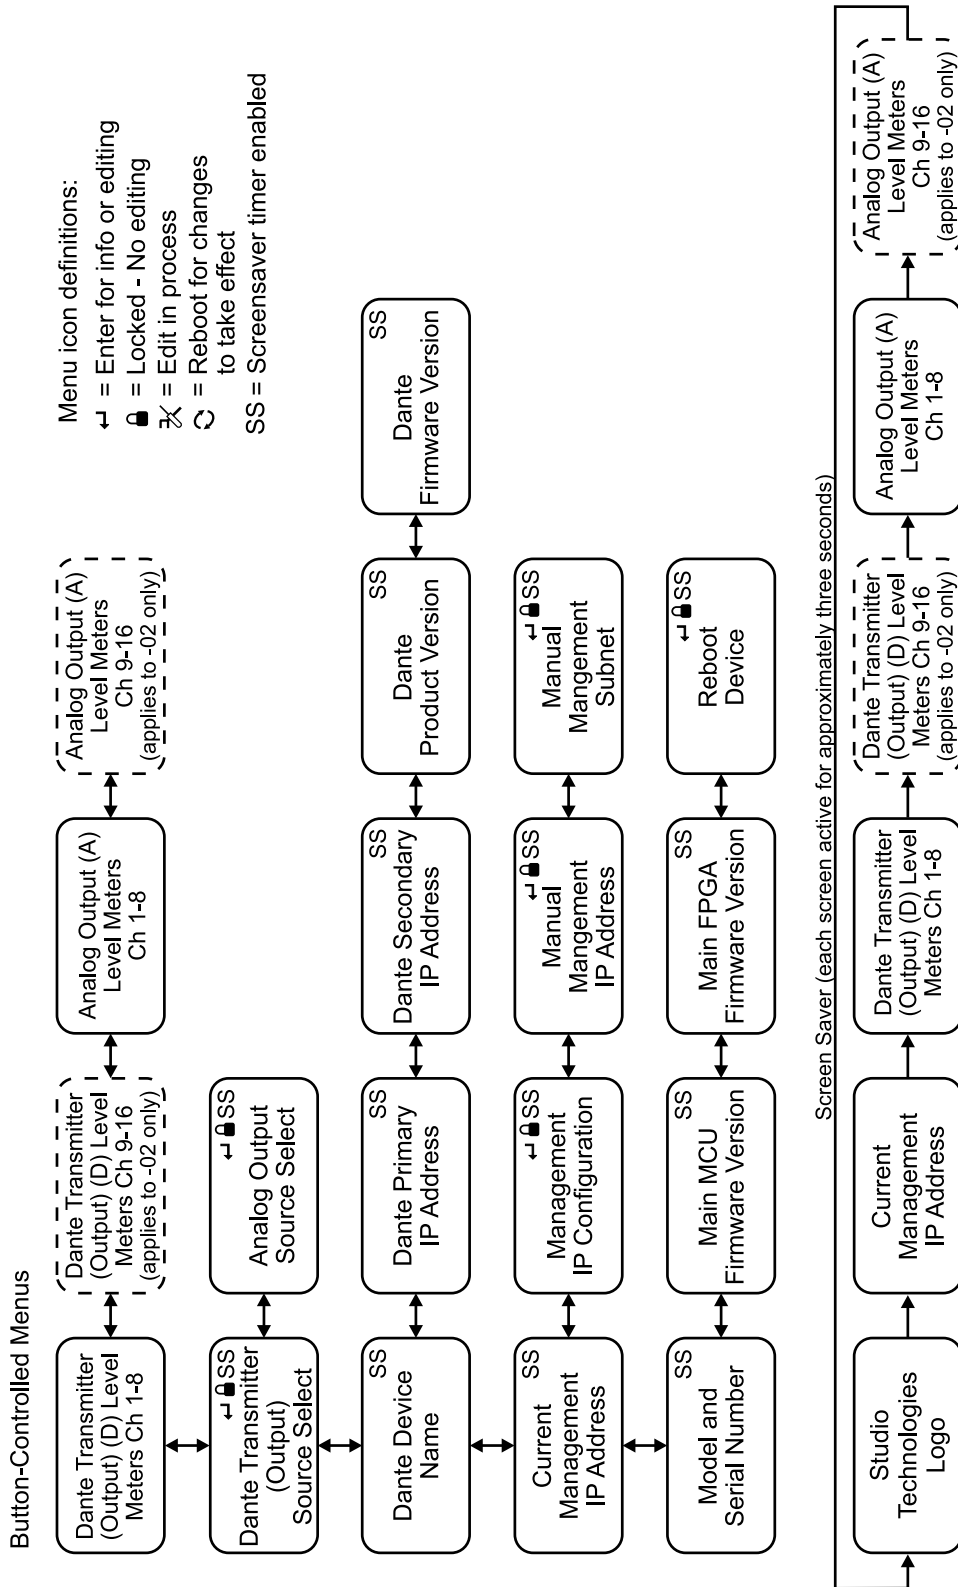 Button-Controlled Menus
Dante Transmitter
(Output) (D) Level
Meters Ch 1-8
Dante Transmitter
(Output) (D) Level
Meters Ch 9-16
(applies to -02 only)
Analog Output (A)
Level Meters
Ch 1-8
Analog Output (A)
Level Meters
Ch 9-16
(applies to -02 only)
Menu icon definitions:
↵ = Enter for info or editing
= Locked - No editing
= Edit in process
= Reboot for changes
to take effect
SS = Screensaver timer enabled
↵ SS
Dante Transmitter
(Output)
Source Select
↵ SS
Analog Output
Source Select
SS
Dante Device
Name
SS
Dante Primary
IP Address
SS
Dante Secondary
IP Address
SS
Dante
Product Version
SS
Dante
Firmware Version
SS
Current
Management
IP Address
↵ SS
Management
IP Configuration
↵ SS
Manual
Mangement
IP Address
↵ SS
Manual
Mangement
Subnet
SS
Model and
Serial Number
SS
Main MCU
Firmware Version
SS
Main FPGA
Firmware Version
↵ SS
Reboot
Device
Screen Saver (each screen active for approximately three seconds)
Studio
Technologies
Logo
Current
Management
IP Address
Dante Transmitter
(Output) (D) Level
Meters Ch 1-8
Dante Transmitter
(Output) (D) Level
Meters Ch 9-16
(applies to -02 only)
Analog Output (A)
Level Meters
Ch 1-8
Analog Output (A)
Level Meters
Ch 9-16
(applies to -02 only)